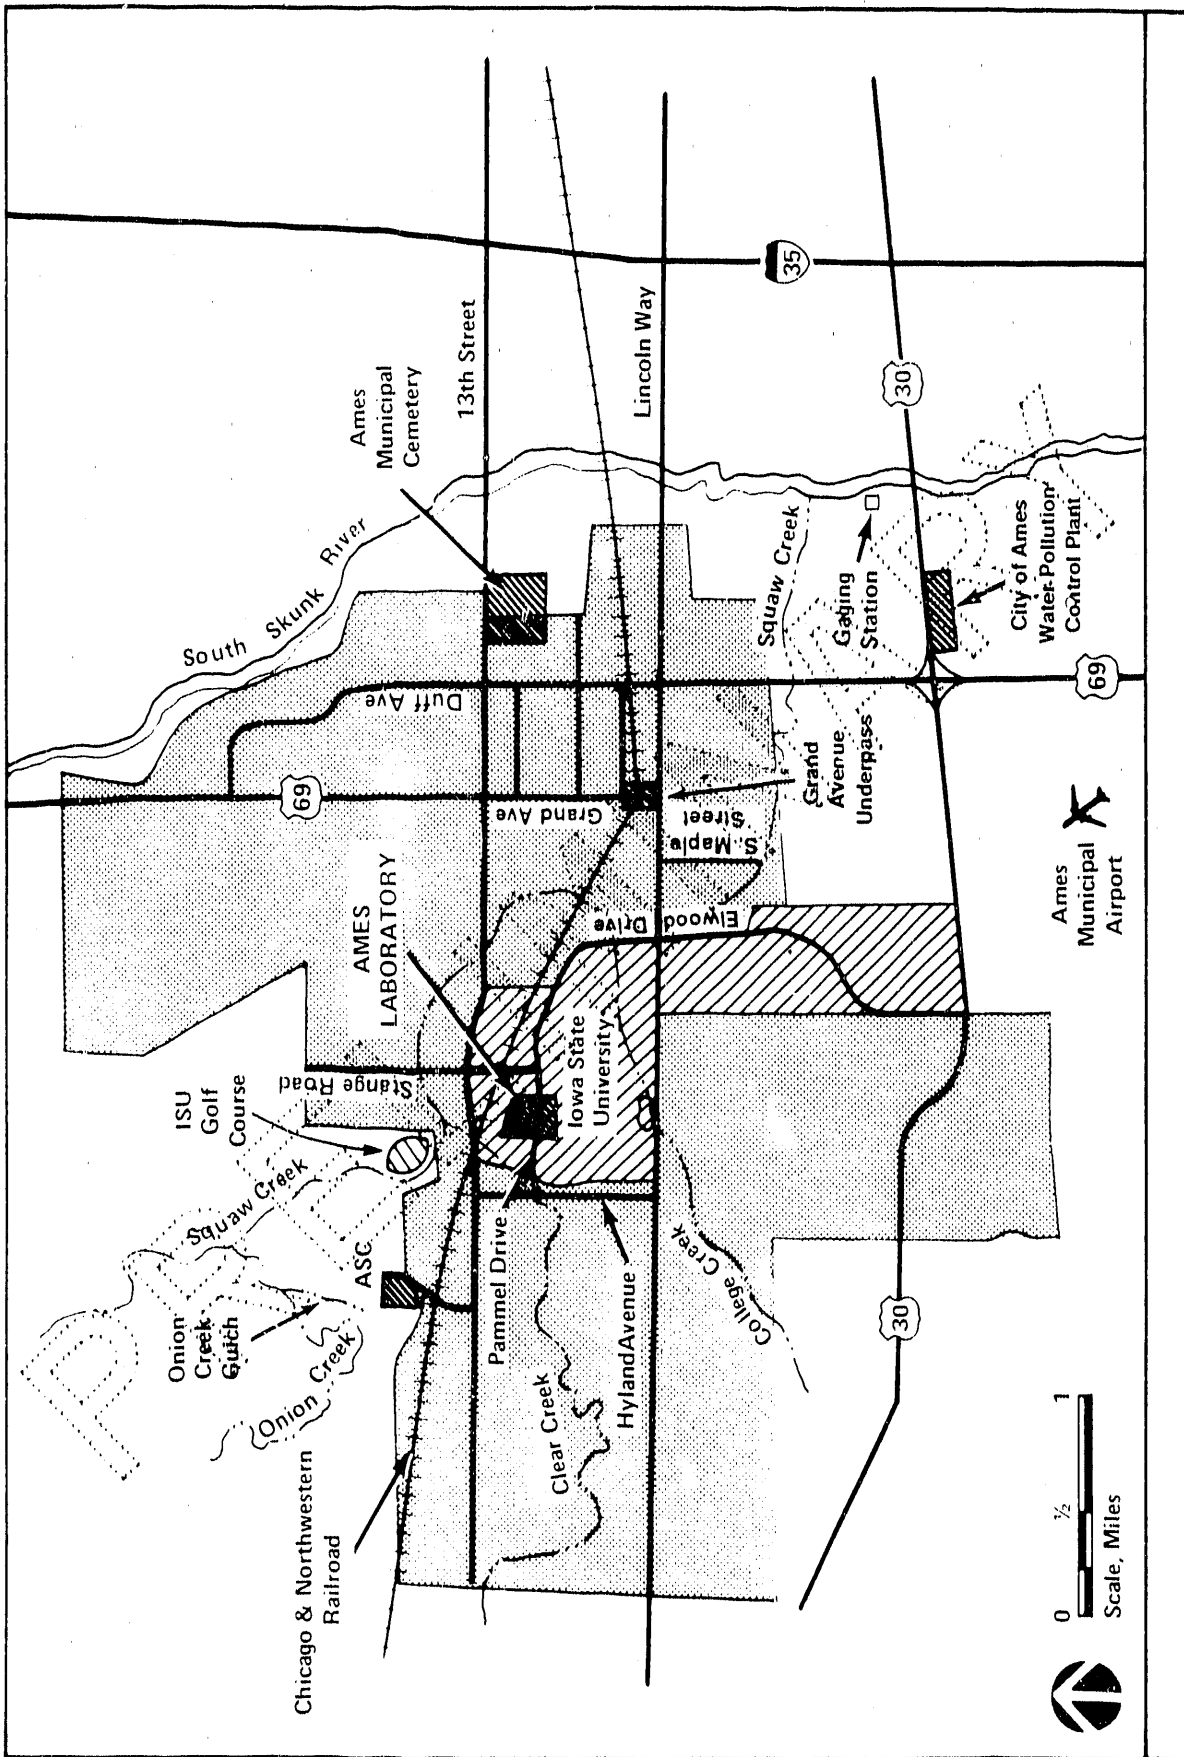 South Skunk River
Ames
Municipal
Cemetery
13th Street
Lincoln Way
35
30
69
Duff Ave
Grand Ave
AMES
LABORATORY
ISU
Golf
Course
Stange Road
Squaw Creek
ASC
Onion
Creek
Gulch
Onion Creek
Chicago & Northwestern
Railroad
Pammel Drive
Iowa State
University
Clear Creek
Hyland Avenue
College Creek
Elwood Drive
S. Maple
Street
Grand
Avenue
Underpass
Squaw Creek
Gaging
Station
City of Ames
Water Pollution
Control Plant
69
Ames
Municipal
Airport
30
0 ½ 1
Scale, Miles